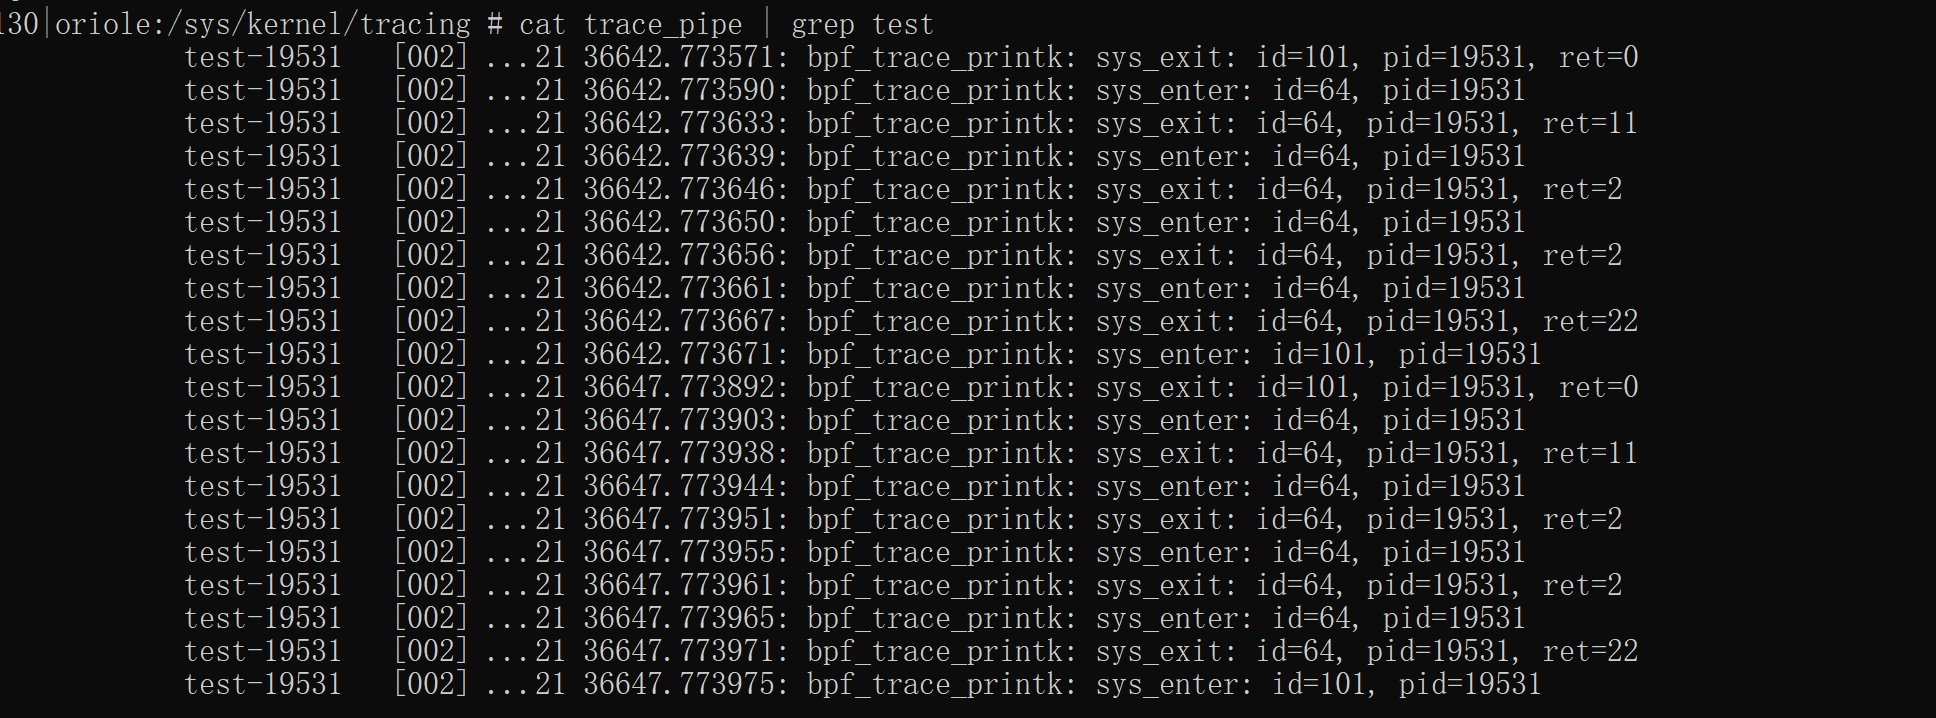 130|oriole:/sys/kernel/tracing # cat trace_pipe | grep test
test-19531 [002] ...21 36642.773571: bpf_trace_printk: sys_exit: id=101, pid=19531, ret=0
test-19531 [002] ...21 36642.773590: bpf_trace_printk: sys_enter: id=64, pid=19531
test-19531 [002] ...21 36642.773633: bpf_trace_printk: sys_exit: id=64, pid=19531, ret=11
test-19531 [002] ...21 36642.773639: bpf_trace_printk: sys_enter: id=64, pid=19531
test-19531 [002] ...21 36642.773646: bpf_trace_printk: sys_exit: id=64, pid=19531, ret=2
test-19531 [002] ...21 36642.773650: bpf_trace_printk: sys_enter: id=64, pid=19531
test-19531 [002] ...21 36642.773656: bpf_trace_printk: sys_exit: id=64, pid=19531, ret=2
test-19531 [002] ...21 36642.773661: bpf_trace_printk: sys_enter: id=64, pid=19531
test-19531 [002] ...21 36642.773667: bpf_trace_printk: sys_exit: id=64, pid=19531, ret=22
test-19531 [002] ...21 36642.773671: bpf_trace_printk: sys_enter: id=101, pid=19531
test-19531 [002] ...21 36647.773892: bpf_trace_printk: sys_exit: id=101, pid=19531, ret=0
test-19531 [002] ...21 36647.773903: bpf_trace_printk: sys_enter: id=64, pid=19531
test-19531 [002] ...21 36647.773938: bpf_trace_printk: sys_exit: id=64, pid=19531, ret=11
test-19531 [002] ...21 36647.773944: bpf_trace_printk: sys_enter: id=64, pid=19531
test-19531 [002] ...21 36647.773951: bpf_trace_printk: sys_exit: id=64, pid=19531, ret=2
test-19531 [002] ...21 36647.773955: bpf_trace_printk: sys_enter: id=64, pid=19531
test-19531 [002] ...21 36647.773961: bpf_trace_printk: sys_exit: id=64, pid=19531, ret=2
test-19531 [002] ...21 36647.773965: bpf_trace_printk: sys_enter: id=64, pid=19531
test-19531 [002] ...21 36647.773971: bpf_trace_printk: sys_exit: id=64, pid=19531, ret=22
test-19531 [002] ...21 36647.773975: bpf_trace_printk: sys_enter: id=101, pid=19531